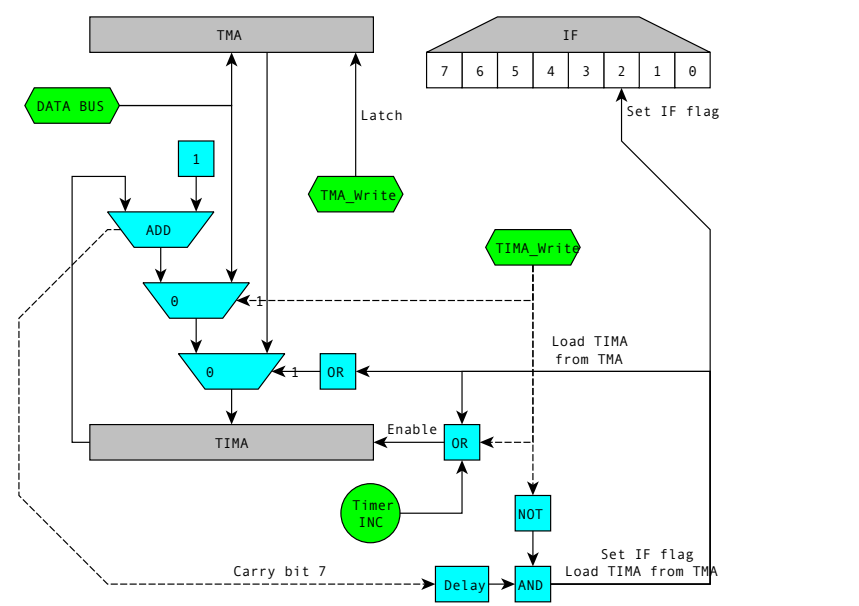 TMA
IF
7 6 5 4 3 2 1 0
DATA BUS
Latch
Set IF flag
1
TMA_Write
ADD
TIMA_Write
0 1
Load TIMA
from TMA
0 1 OR
Enable
TIMA
OR
Timer
INC
NOT
Set IF flag
Carry bit 7
Load TIMA from TMA
Delay
AND